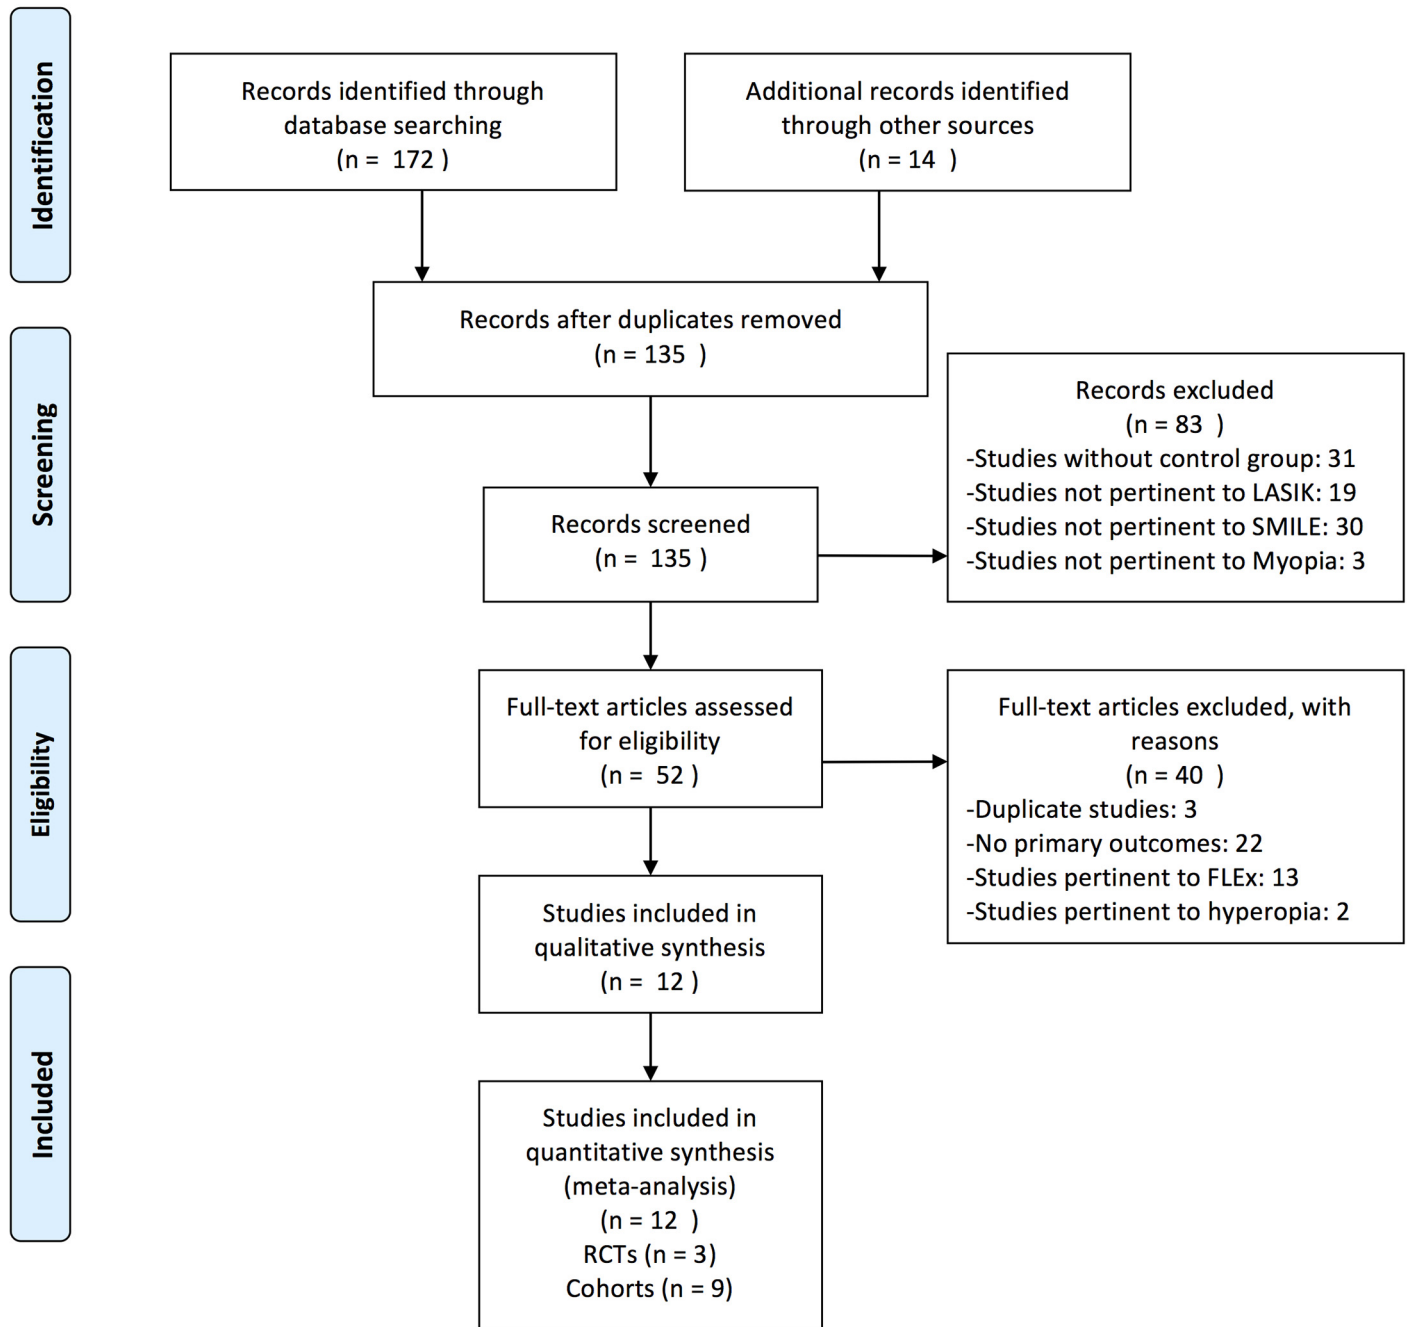 Identification
Records identified through
database searching
(n =  172 )
Additional records identified
through other sources
(n = 14  )
Records after duplicates removed
(n = 135  )
Screening
Records screened
(n =  135 )
Records excluded
(n = 83  )
-Studies without control group: 31
-Studies not pertinent to LASIK: 19
-Studies not pertinent to SMILE: 30
-Studies not pertinent to Myopia: 3
Eligibility
Full-text articles assessed
for eligibility
(n =  52 )
Full-text articles excluded, with
reasons
(n = 40  )
-Duplicate studies: 3
-No primary outcomes: 22
-Studies pertinent to FLEx: 13
-Studies pertinent to hyperopia: 2
Studies included in
qualitative synthesis
(n =  12 )
Included
Studies included in
quantitative synthesis
(meta-analysis)
(n = 12  )
RCTs (n = 3)
Cohorts (n = 9)